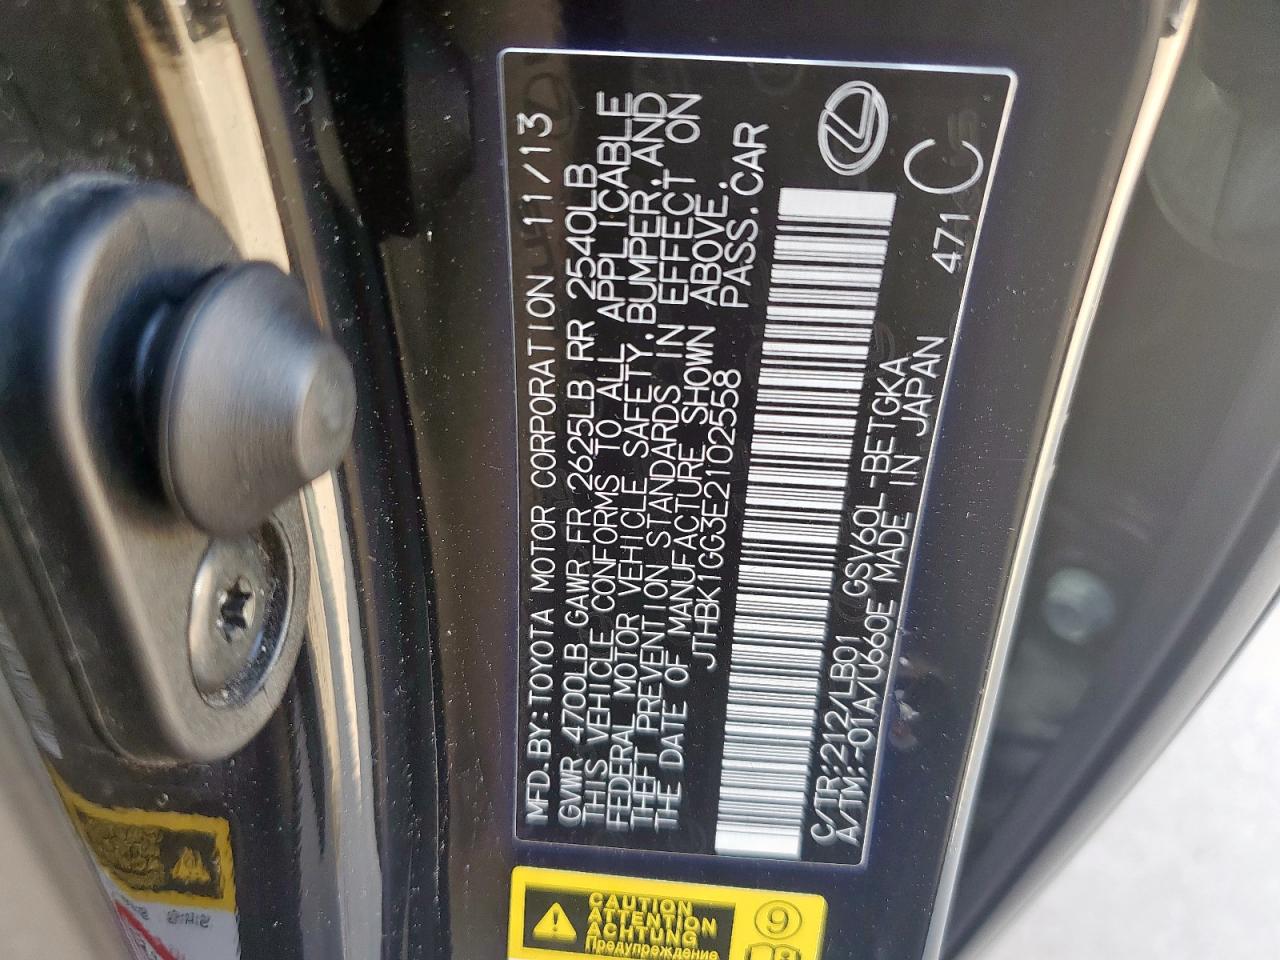 MFD.BY:TOYOTA MOTOR CORPORATION 11/13
GVWR 4700LB GAWR FR 2625LB RR 2540LB
THIS VEHICLE CONFORMS TO ALL APPLICABLE
FEDERAL MOTOR VEHICLE SAFETY,BUMPER,AND
THEFT PREVENTION STANDARDS IN EFFECT ON
THE DATE OF MANUFACTURE SHOWN ABOVE.
JTHBK1GG3E2102558 PASS.CAR
C/TR:212/LB01 GSV60L-BETGKA
A/TM:-01A/U660E MADE IN JAPAN 471 C
CAUTION
ATTENTION
ACHTUNG
Предупреждение
9